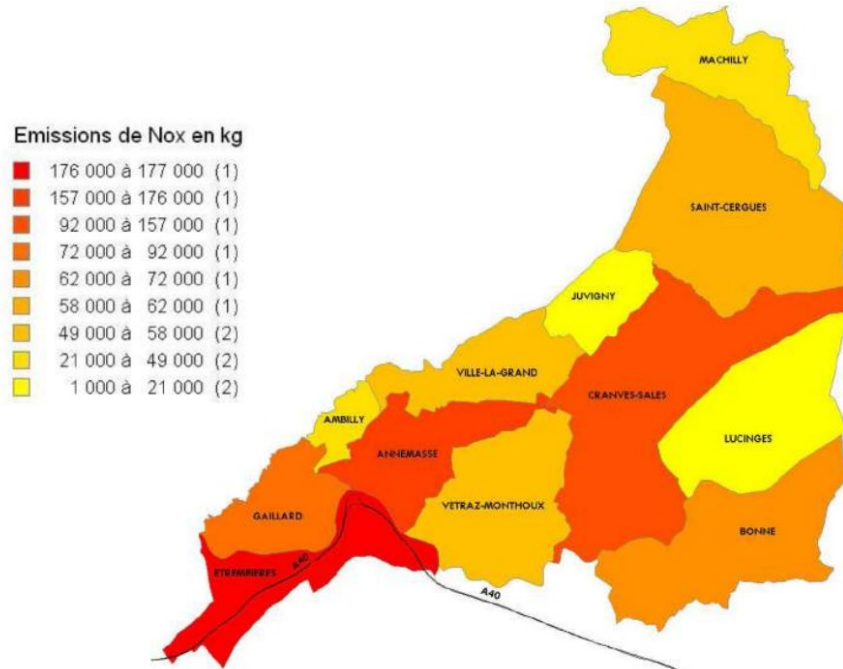 Emissions de Nox en kg
176 000 à 177 000 (1)
157 000 à 176 000 (1)
92 000 à 157 000 (1)
72 000 à 92 000 (1)
62 000 à 72 000 (1)
58 000 à 62 000 (1)
49 000 à 58 000 (2)
21 000 à 49 000 (2)
1 000 à 21 000 (2)
MACHILLY
SAINT-CERGUES
JUVIGNY
VILLE-LA-GRAND
CRANVES-SALES
AMBILLY
LUCINGES
ANNEMASSE
VETRAZ-MONTHOUX
GAILLARD
BONNE
ETREMBIERES
A40
A40